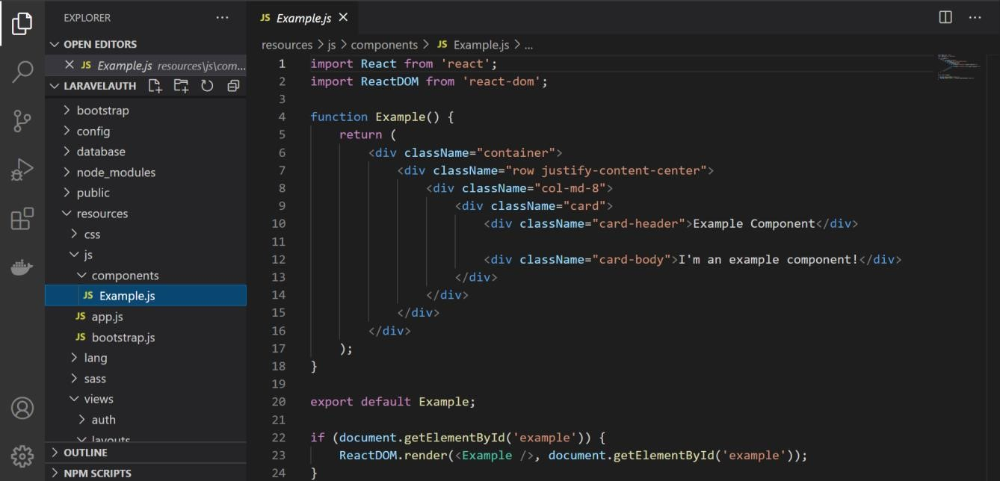 EXPLORER
OPEN EDITORS
JS Example.js resources\js\com...
LARAVELAUTH
bootstrap
config
database
node_modules
public
resources
css
js
components
JS Example.js
JS app.js
JS bootstrap.js
lang
sass
views
auth
layouts
OUTLINE
NPM SCRIPTS
JS Example.js
resources > js > components > JS Example.js > ...
1 import React from 'react';
2 import ReactDOM from 'react-dom';
3
4 function Example() {
5     return (
6         <div className="container">
7             <div className="row justify-content-center">
8                 <div className="col-md-8">
9                     <div className="card">
10                         <div className="card-header">Example Component</div>
11
12                         <div className="card-body">I'm an example component!</div>
13                     </div>
14                 </div>
15             </div>
16         </div>
17     );
18 }
19
20 export default Example;
21
22 if (document.getElementById('example')) {
23     ReactDOM.render(<Example />, document.getElementById('example'));
24 }